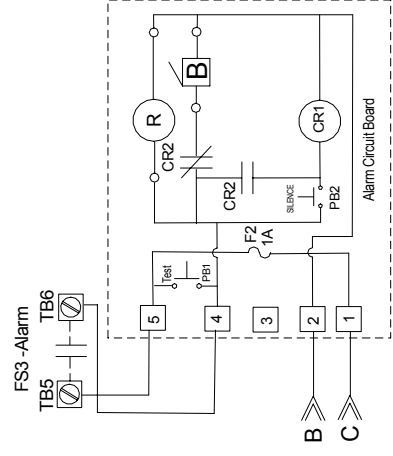 FS3 -Alarm
TB5
TB6
5
4
3
2
1
B
C
Test
PB1
F2
1A
CR2
CR2
R
B
SILENCE
PB2
CR1
Alarm Circuit Board